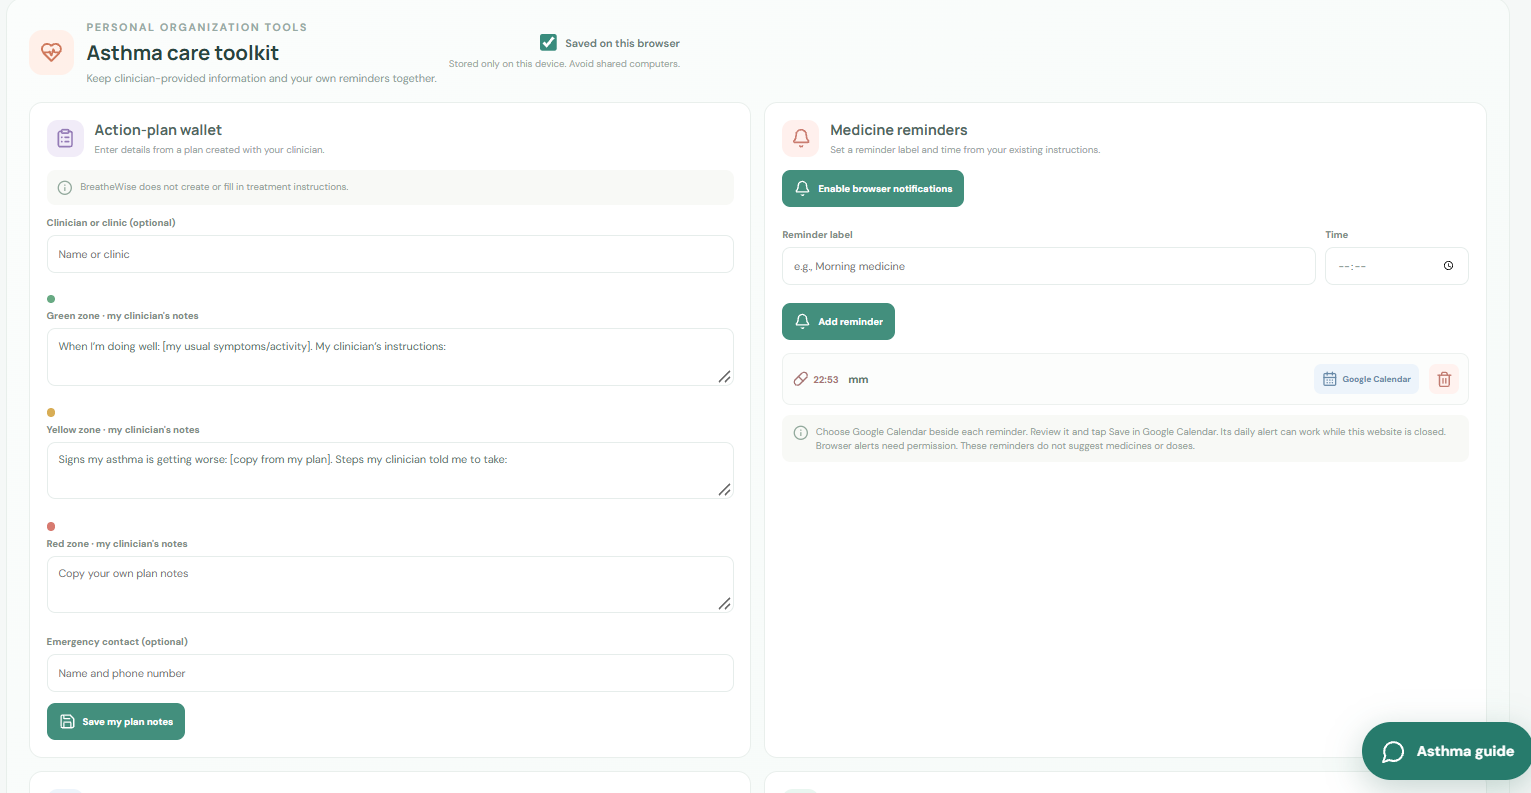 PERSONAL ORGANIZATION TOOLS
Asthma care toolkit
Keep clinician-provided information and your own reminders together.
Saved on this browser
Stored only on this device. Avoid shared computers.
Action-plan wallet
Enter details from a plan created with your clinician.
BreatheWise does not create or fill in treatment instructions.
Clinician or clinic (optional)
Name or clinic
Green zone · my clinician's notes
When I'm doing well: [my usual symptoms/activity]. My clinician's instructions:
Yellow zone · my clinician's notes
Signs my asthma is getting worse: [copy from my plan]. Steps my clinician told me to take:
Red zone · my clinician's notes
Copy your own plan notes
Emergency contact (optional)
Name and phone number
Save my plan notes
Medicine reminders
Set a reminder label and time from your existing instructions.
Enable browser notifications
Reminder label
Time
e.g., Morning medicine
--:--
Add reminder
22:53 mm
Google Calendar
Choose Google Calendar beside each reminder. Review it and tap Save in Google Calendar. Its daily alert can work while this website is closed.
Browser alerts need permission. These reminders do not suggest medicines or doses.
Asthma guide